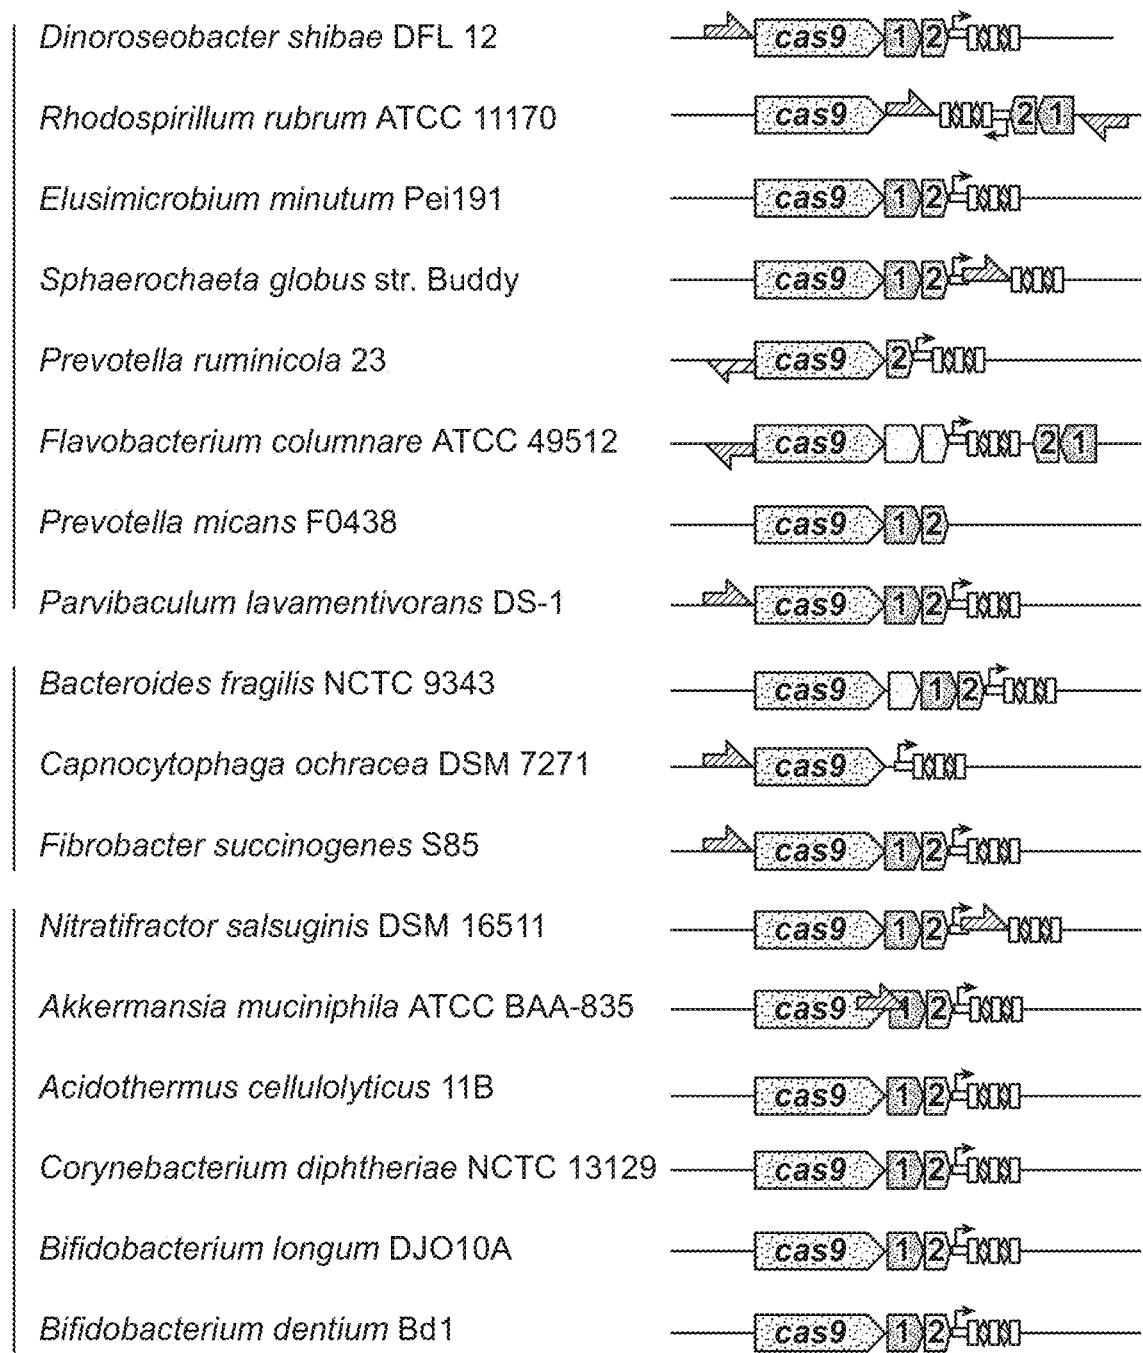 Dinoroseobacter shibae DFL 12 cas9 1 2
Rhodospirillum rubrum ATCC 11170 cas9 2 1
Elusimicrobium minutum Pei191 cas9 1 2
Sphaerochaeta globus str. Buddy cas9 1 2
Prevotella ruminicola 23 cas9 2
Flavobacterium columnare ATCC 49512 cas9 2 1
Prevotella micans F0438 cas9 1 2
Parvibaculum lavamentivorans DS-1 cas9 1 2
Bacteroides fragilis NCTC 9343 cas9 1 2
Capnocytophaga ochracea DSM 7271 cas9
Fibrobacter succinogenes S85 cas9 1 2
Nitratifractor salsuginis DSM 16511 cas9 1 2
Akkermansia muciniphila ATCC BAA-835 cas9 1 2
Acidothermus cellulolyticus 11B cas9 1 2
Corynebacterium diphtheriae NCTC 13129 cas9 1 2
Bifidobacterium longum DJO10A cas9 1 2
Bifidobacterium dentium Bd1 cas9 1 2